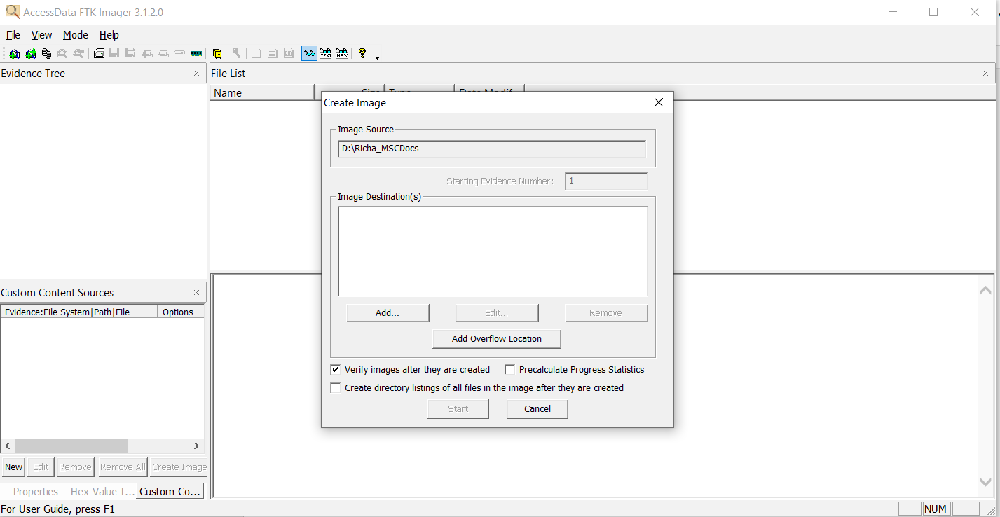 AccessData FTK Imager 3.1.2.0
File View Mode Help
TEXT HEX ?
Evidence Tree
File List
Name Size Type Date Modif...
Create Image
Image Source
D:\Richa_MSCDocs
Starting Evidence Number: 1
Image Destination(s)
Add... Edit... Remove
Add Overflow Location
Verify images after they are created Precalculate Progress Statistics
Create directory listings of all files in the image after they are created
Start Cancel
Custom Content Sources
Evidence:File System|Path|File Options
New Edit Remove Remove All Create Image
Properties Hex Value I... Custom Co...
For User Guide, press F1
NUM